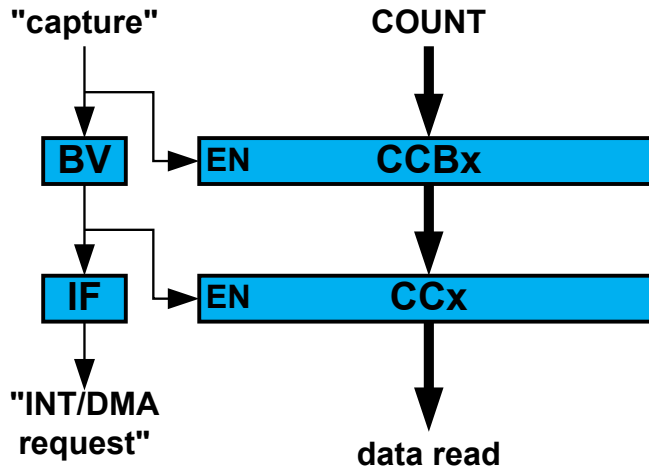 "capture"
COUNT
BV
EN
CCBx
IF
EN
CCx
"INT/DMA
request"
data read